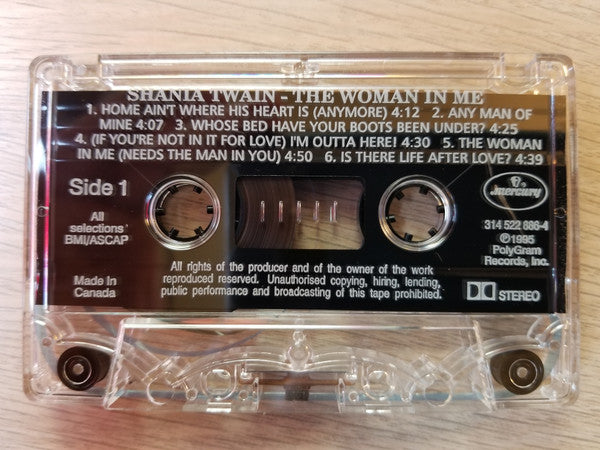 SHANIA TWAIN - THE WOMAN IN ME
1. HOME AIN'T WHERE HIS HEART IS (ANYMORE) 4:12 2. ANY MAN OF
MINE 4:07 3. WHOSE BED HAVE YOUR BOOTS BEEN UNDER? 4:25
4. (IF YOU'RE NOT IN IT FOR LOVE) I'M OUTTA HERE! 4:30 5. THE WOMAN
IN ME (NEEDS THE MAN IN YOU) 4:50 6. IS THERE LIFE AFTER LOVE? 4:39
Side 1
All
selections
BMI/ASCAP
Made In
Canada
mercury
314 522 886-4
©1995
PolyGram
Records, Inc.
All rights of the producer and of the owner of the work
reproduced reserved. Unauthorised copying, hiring, lending,
public performance and broadcasting of this tape prohibited.
STEREO